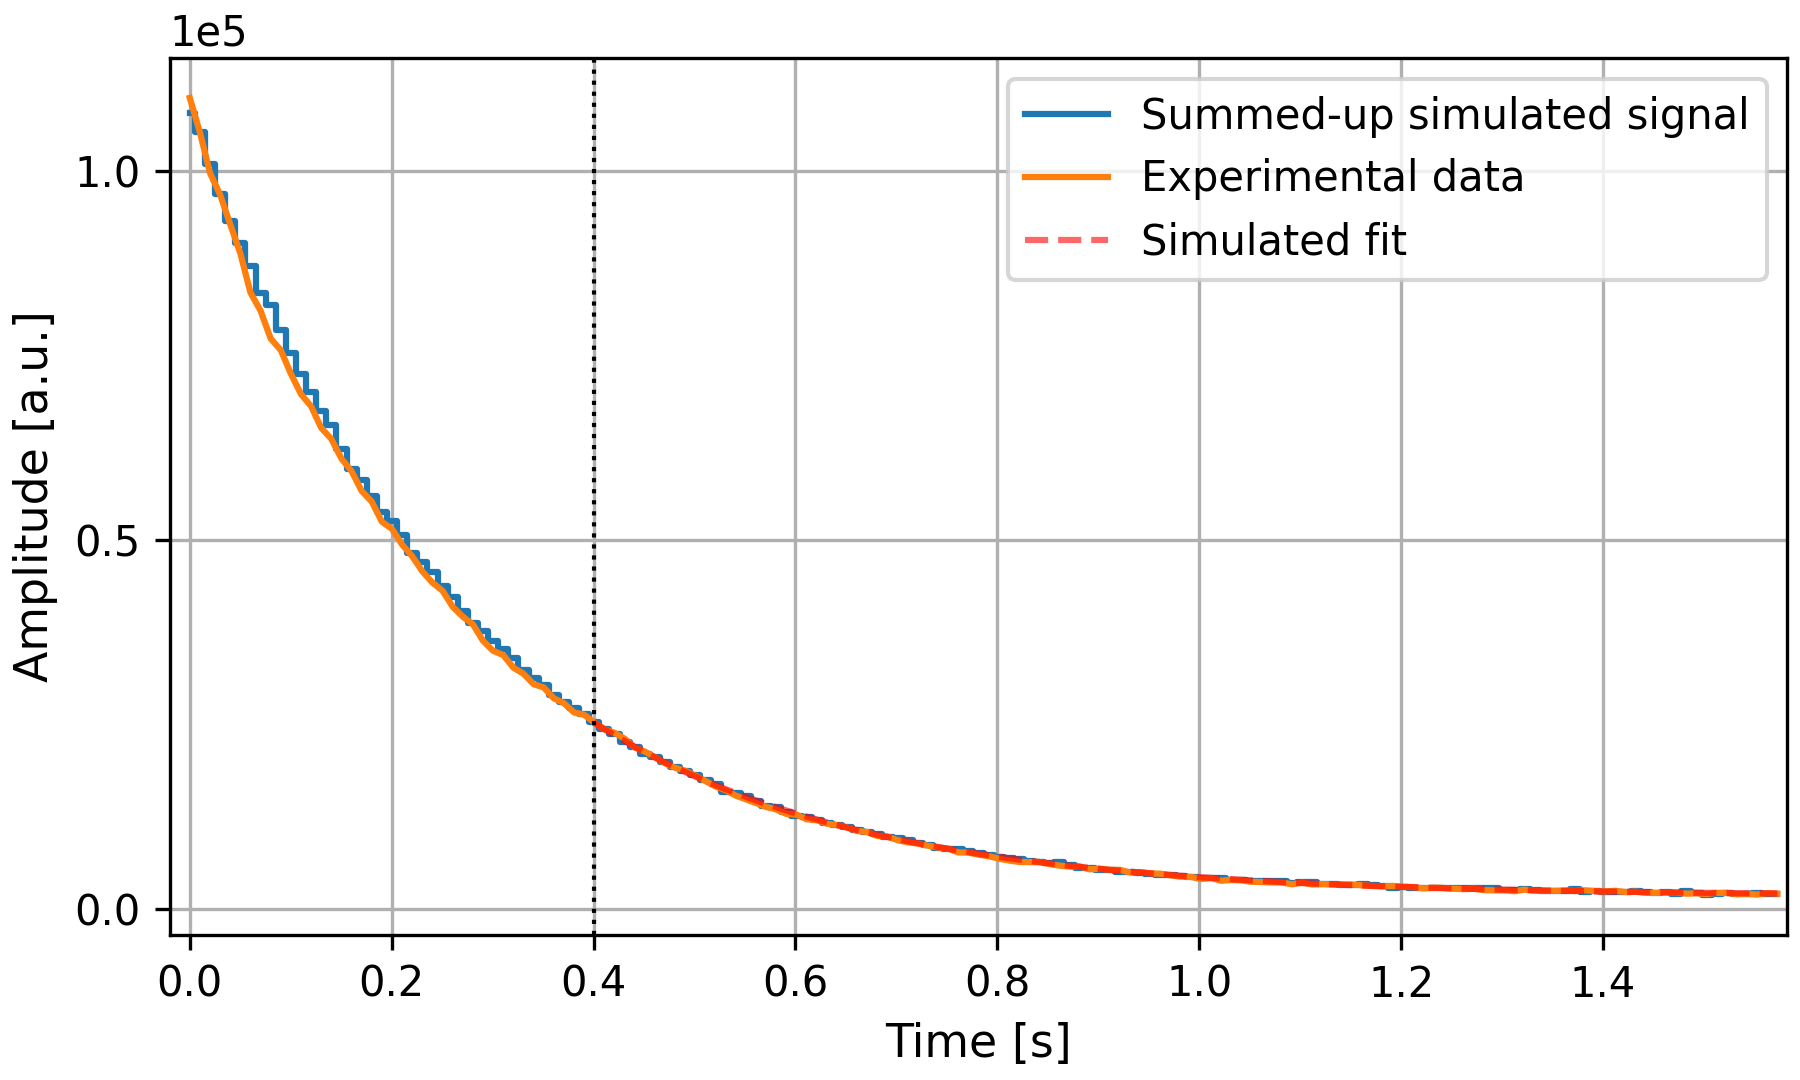 1e5
Summed-up simulated signal
Experimental data
Simulated fit
1.0
0.5
0.0
Amplitude [a.u.]
0.0 0.2 0.4 0.6 0.8 1.0 1.2 1.4
Time [s]